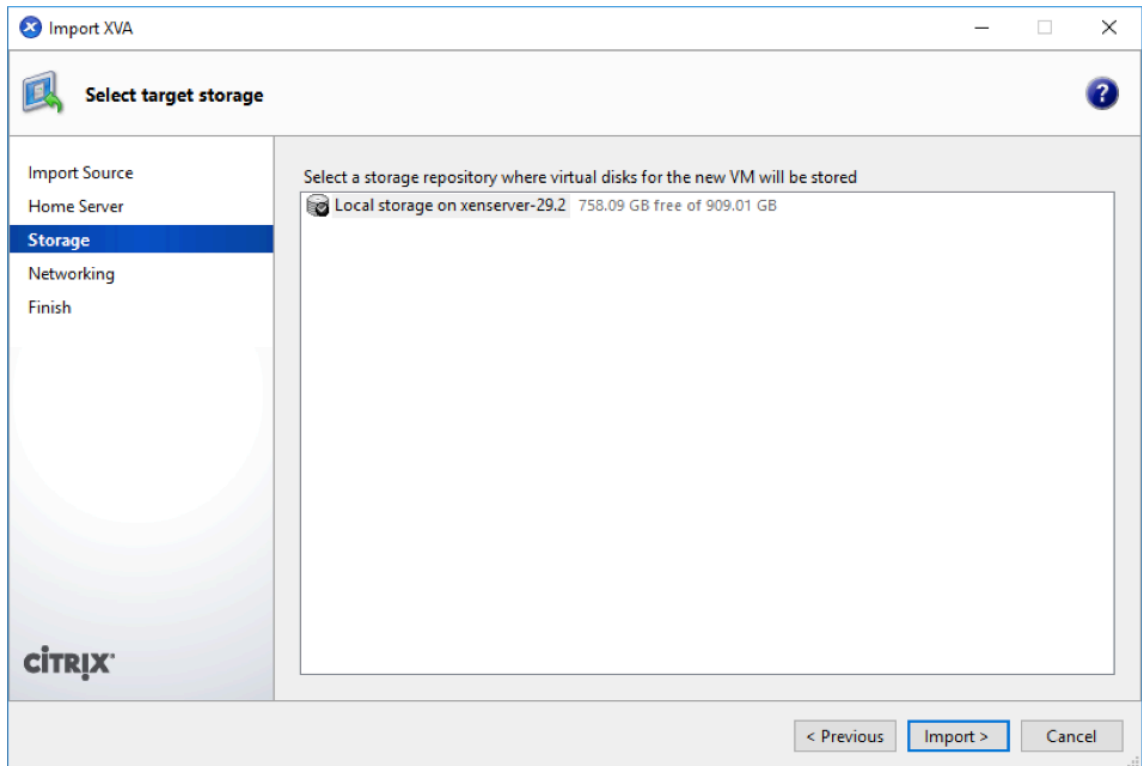 Import XVA
Select target storage
?
Import Source
Home Server
Storage
Networking
Finish
Select a storage repository where virtual disks for the new VM will be stored
Local storage on xenserver-29.2 758.09 GB free of 909.01 GB
CİTRIX
< Previous
Import >
Cancel